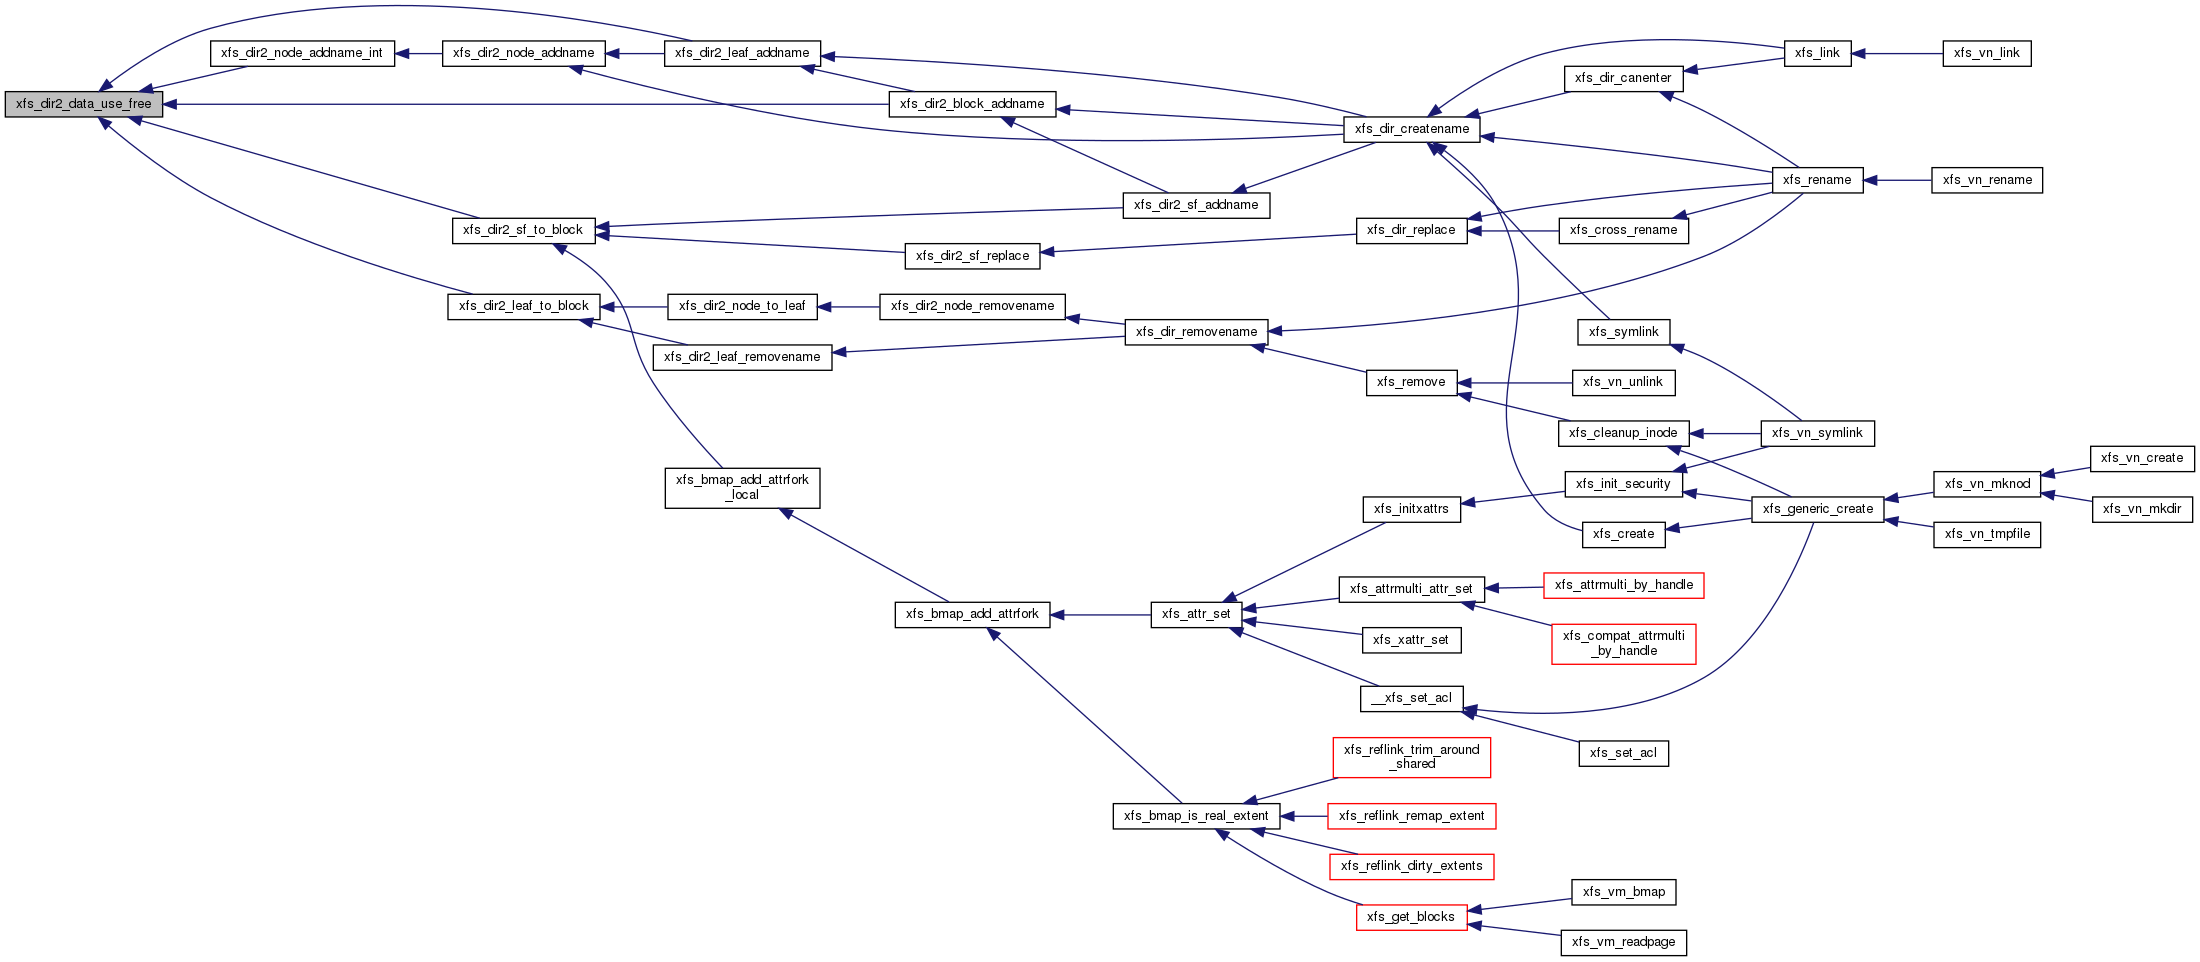 xfs_dir2_data_use_free
xfs_dir2_node_addname_int
xfs_dir2_node_addname
xfs_dir2_leaf_addname
xfs_dir2_block_addname
xfs_dir_createname
xfs_dir_canenter
xfs_link
xfs_vn_link
xfs_rename
xfs_vn_rename
xfs_dir2_sf_addname
xfs_dir2_sf_to_block
xfs_dir2_sf_replace
xfs_dir_replace
xfs_cross_rename
xfs_dir2_leaf_to_block
xfs_dir2_node_to_leaf
xfs_dir2_node_removename
xfs_dir2_leaf_removename
xfs_dir_removename
xfs_symlink
xfs_remove
xfs_vn_unlink
xfs_cleanup_inode
xfs_vn_symlink
xfs_bmap_add_attrfork
_local
xfs_initxattrs
xfs_init_security
xfs_create
xfs_generic_create
xfs_vn_mknod
xfs_vn_create
xfs_vn_mkdir
xfs_vn_tmpfile
xfs_bmap_add_attrfork
xfs_attr_set
xfs_attrmulti_attr_set
xfs_attrmulti_by_handle
xfs_compat_attrmulti
_by_handle
xfs_xattr_set
__xfs_set_acl
xfs_set_acl
xfs_reflink_trim_around
_shared
xfs_bmap_is_real_extent
xfs_reflink_remap_extent
xfs_reflink_dirty_extents
xfs_get_blocks
xfs_vm_bmap
xfs_vm_readpage